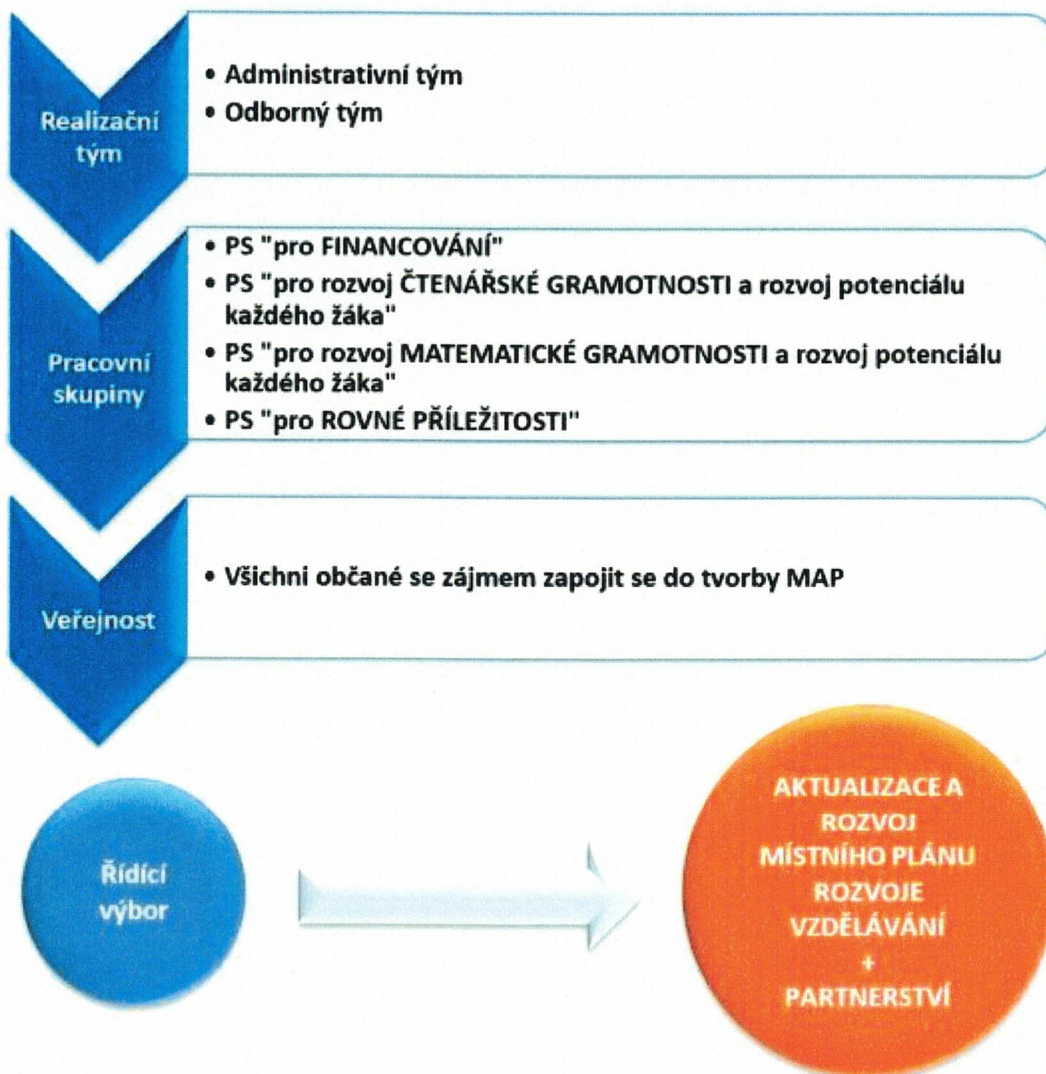 Realizační
tým
• Administrativní tým
• Odborný tým
Pracovní
skupiny
• PS "pro FINANCOVÁNÍ"
• PS "pro rozvoj ČTENÁŘSKÉ GRAMOTNOSTI a rozvoj potenciálu
každého žáka"
• PS "pro rozvoj MATEMATICKÉ GRAMOTNOSTI a rozvoj potenciálu
každého žáka"
• PS "pro ROVNÉ PŘÍLEŽITOSTI"
Veřejnost
• Všichni občané se zájmem zapojit se do tvorby MAP
Řídící
výbor
AKTUALIZACE A
ROZVOJ
MÍSTNÍHO PLÁNU
ROZVOJE
VZDĚLÁVÁNÍ
+
PARTNERSTVÍ